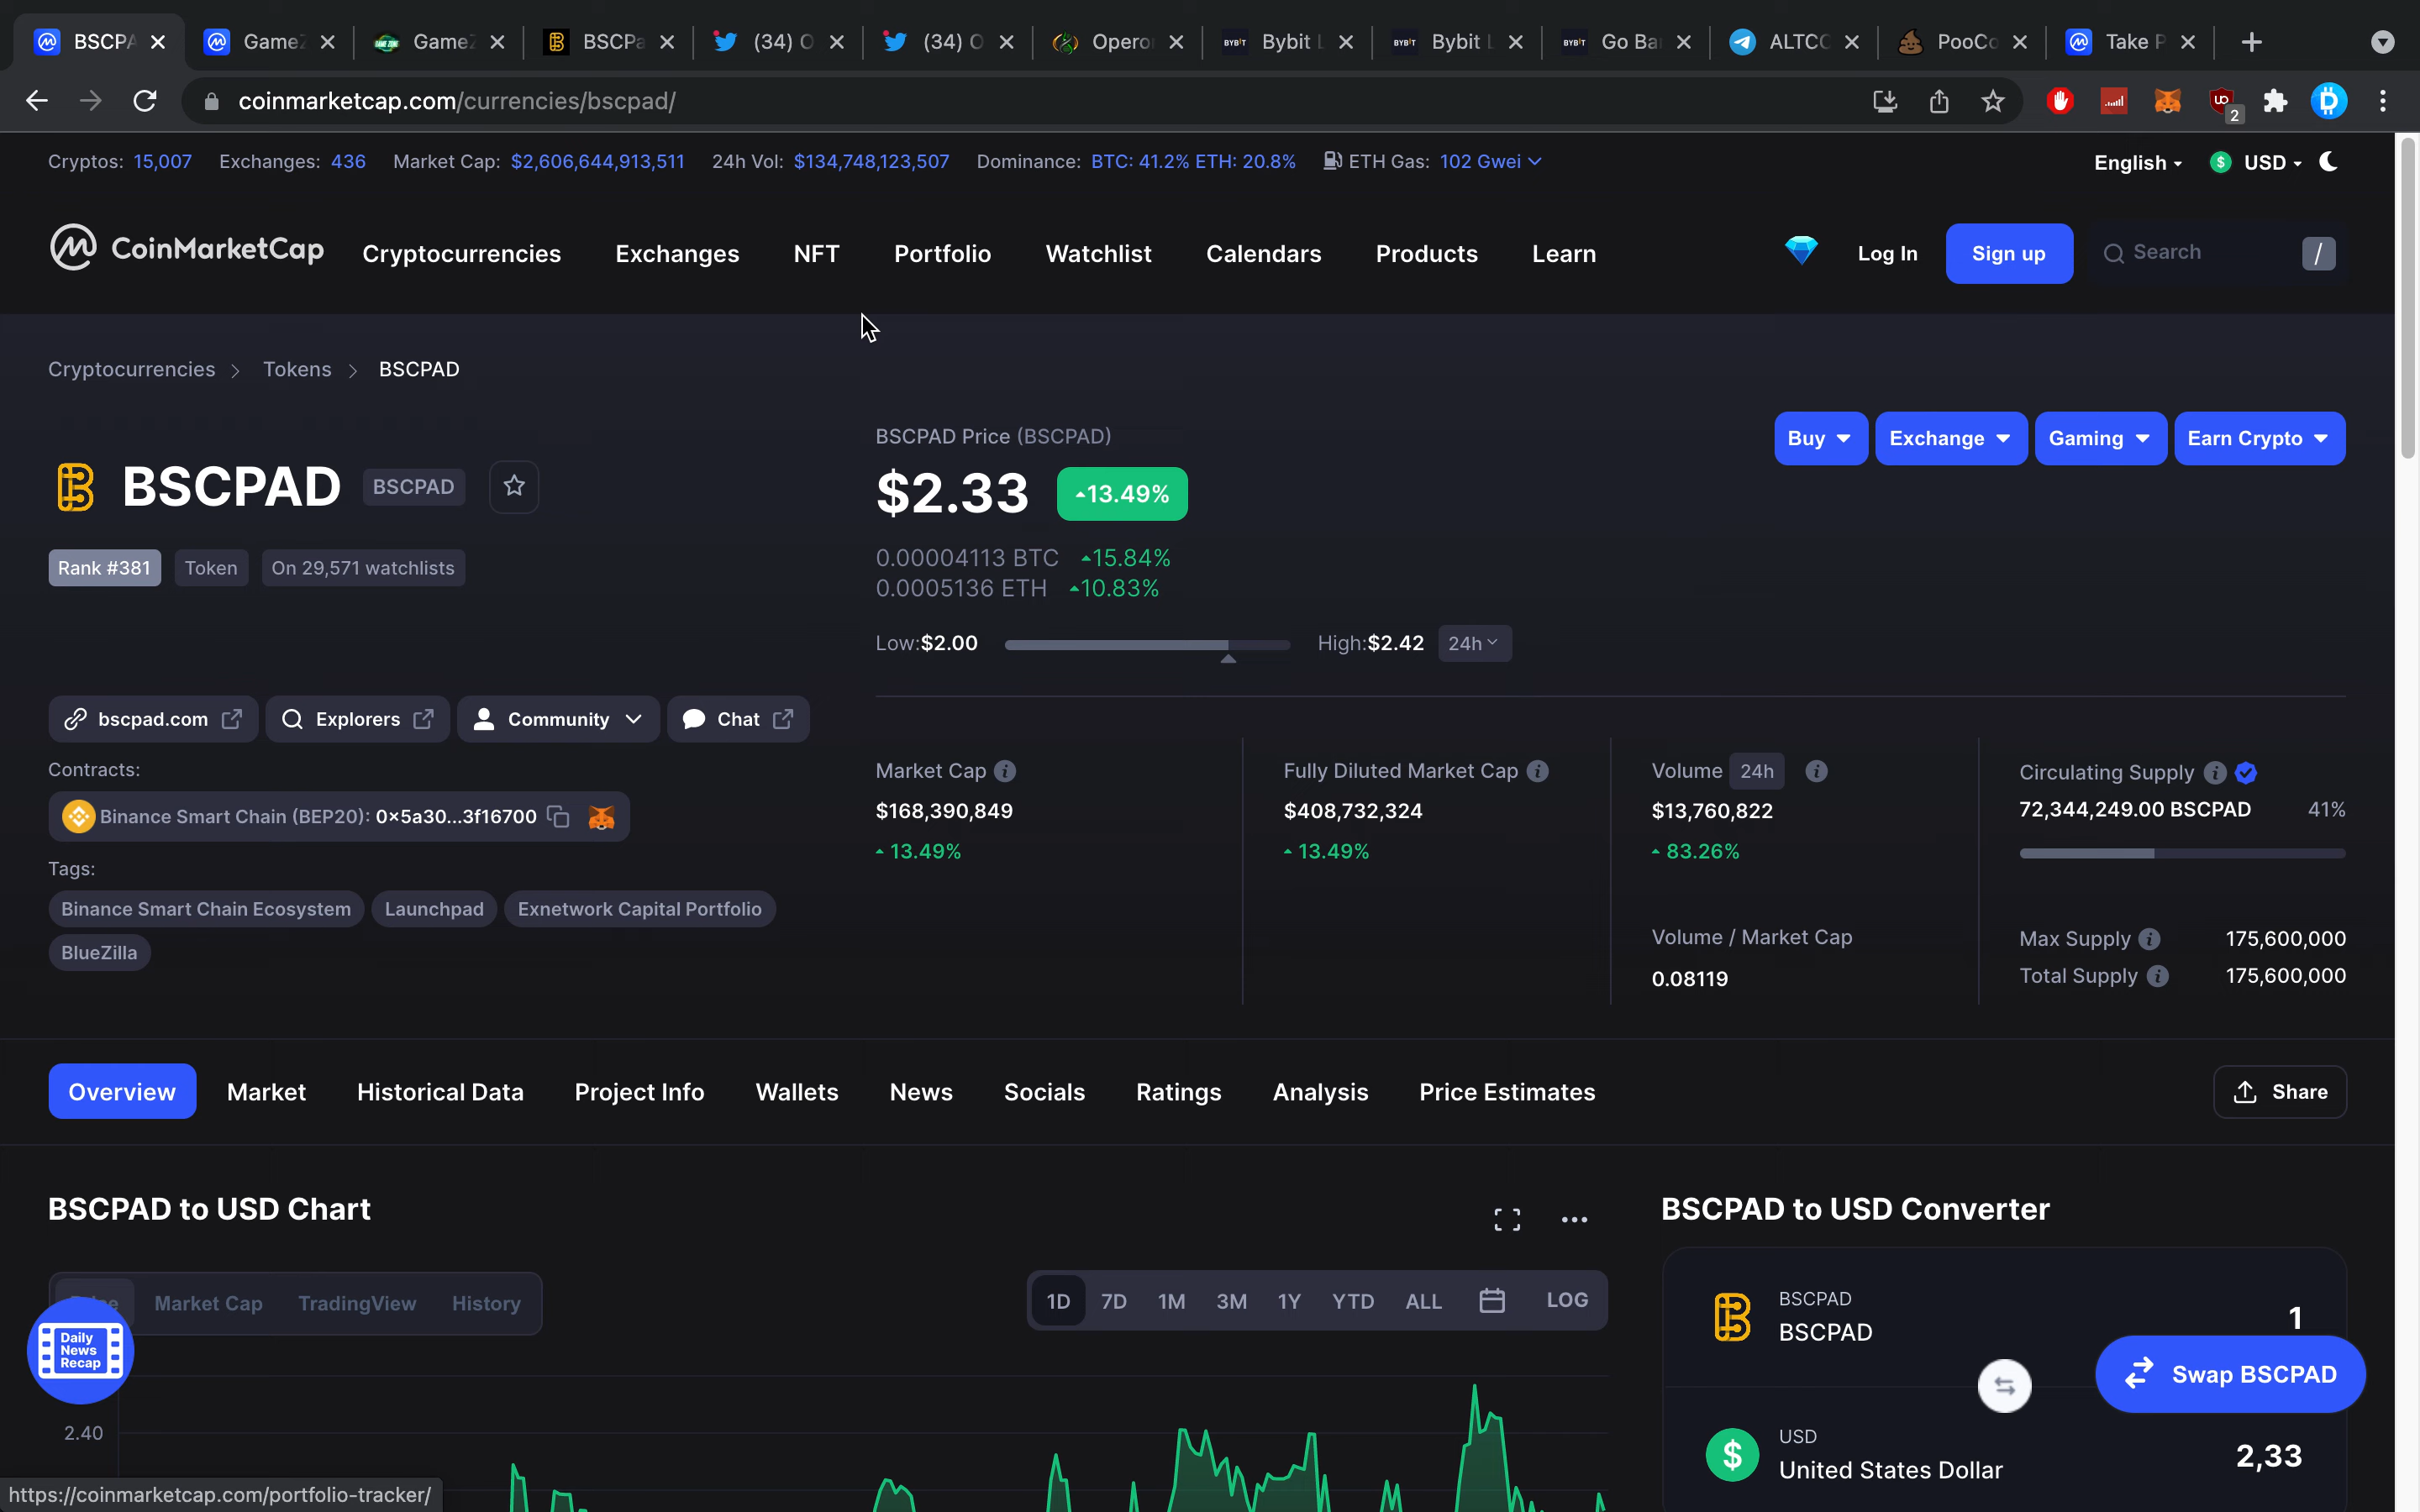 BSCPA
GameZ
GameZ
BSCPa
(34) O
(34) O
Opero
BYBIT Bybit L
BYBIT Bybit L
BYBIT Go Ba
ALTCO
PooCo
Take P
coinmarketcap.com/currencies/bscpad/
2
Cryptos: 15,007 Exchanges: 436 Market Cap: $2,606,644,913,511 24h Vol: $134,748,123,507 Dominance: BTC: 41.2% ETH: 20.8% ETH Gas: 102 Gwei
English USD
CoinMarketCap
Cryptocurrencies Exchanges NFT Portfolio Watchlist Calendars Products Learn
Log In Sign up Search /
Cryptocurrencies > Tokens > BSCPAD
BSCPAD BSCPAD
Rank #381 Token On 29,571 watchlists
BSCPAD Price (BSCPAD)
$2.33 13.49%
0.00004113 BTC 15.84%
0.0005136 ETH 10.83%
Low:$2.00 High:$2.42 24h
Buy Exchange Gaming Earn Crypto
bscpad.com Explorers Community Chat
Contracts:
Binance Smart Chain (BEP20): 0x5a30...3f16700
Tags:
Binance Smart Chain Ecosystem Launchpad Exnetwork Capital Portfolio
BlueZilla
Market Cap
$168,390,849
13.49%
Fully Diluted Market Cap
$408,732,324
13.49%
Volume 24h
$13,760,822
83.26%
Volume / Market Cap
0.08119
Circulating Supply
72,344,249.00 BSCPAD 41%
Max Supply 175,600,000
Total Supply 175,600,000
Overview Market Historical Data Project Info Wallets News Socials Ratings Analysis Price Estimates Share
BSCPAD to USD Chart
Market Cap TradingView History
1D 7D 1M 3M 1Y YTD ALL LOG
2.40
Daily
News
Recap
BSCPAD to USD Converter
BSCPAD
BSCPAD
1
Swap BSCPAD
USD
United States Dollar
2,33
https://coinmarketcap.com/portfolio-tracker/